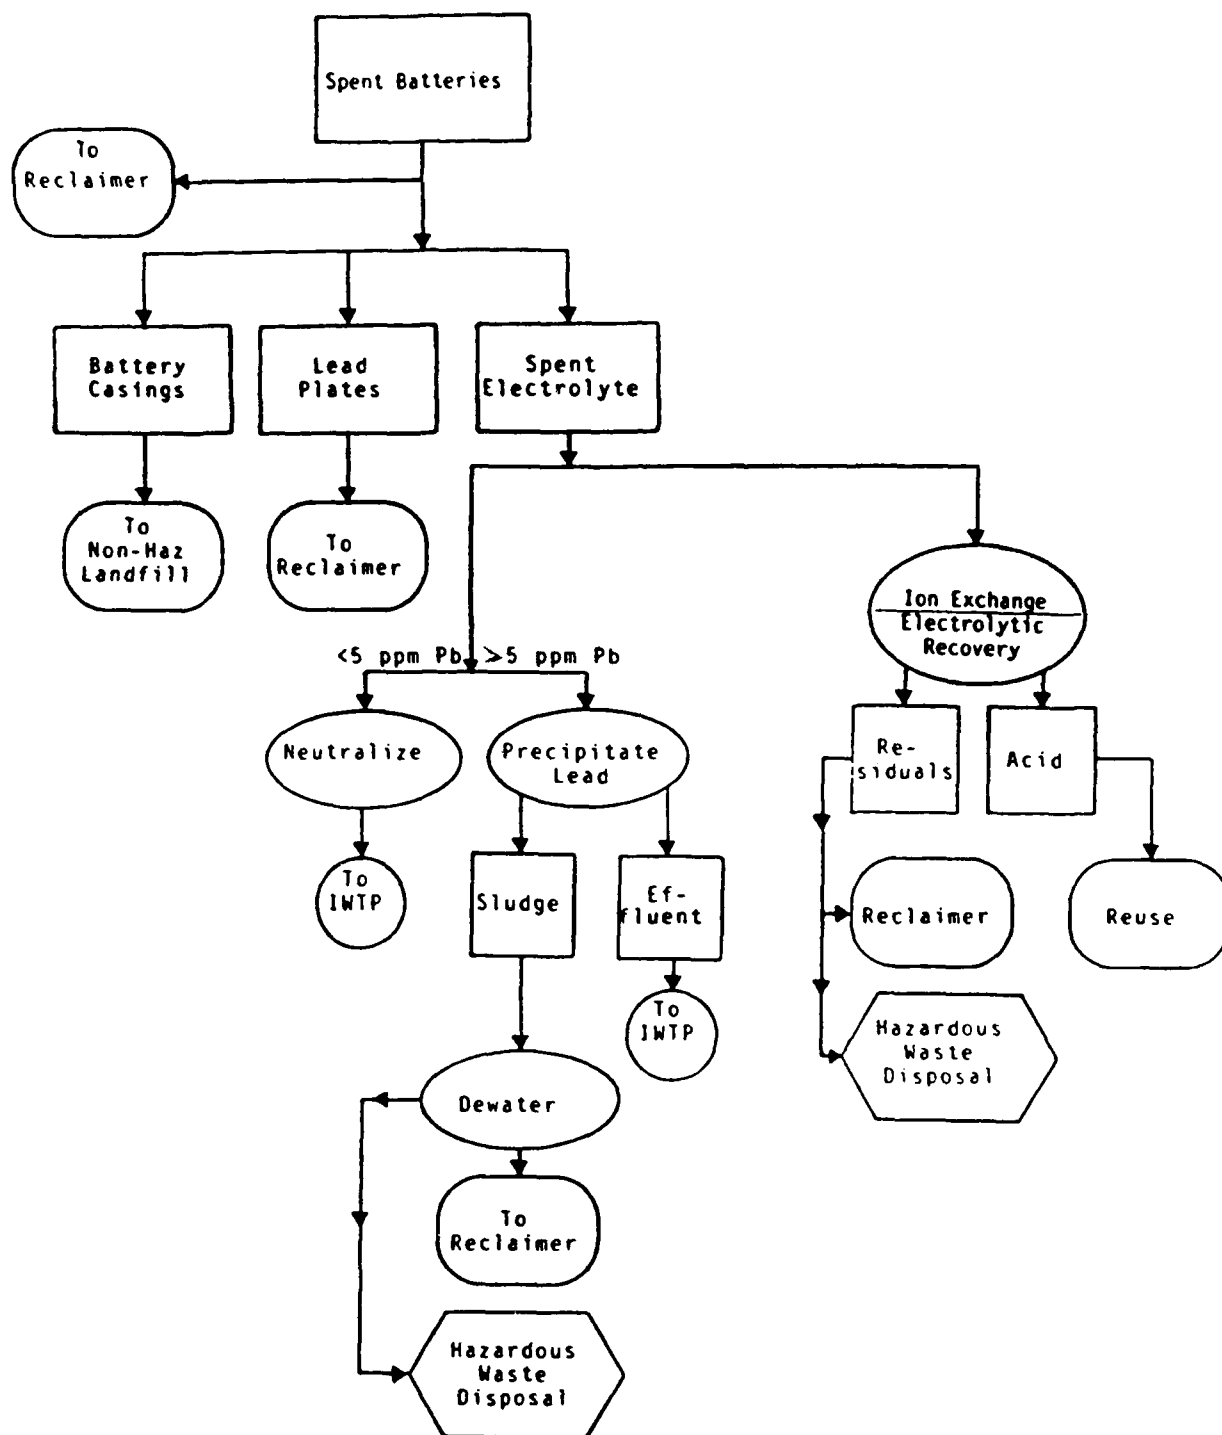 Spent Batteries
To
Reclaimer
Battery
Casings
Lead
Plates
Spent
Electrolyte
To
Non-Haz
Landfill
To
Reclaimer
Ion Exchange
Electrolytic
Recovery
<5 ppm Pb
≥5 ppm Pb
Neutralize
Precipitate
Lead
Re-
siduals
Acid
To
IWTP
Sludge
Ef-
fluent
Reclaimer
Reuse
To
IWTP
Hazardous
Waste
Disposal
Dewater
To
Reclaimer
Hazardous
Waste
Disposal